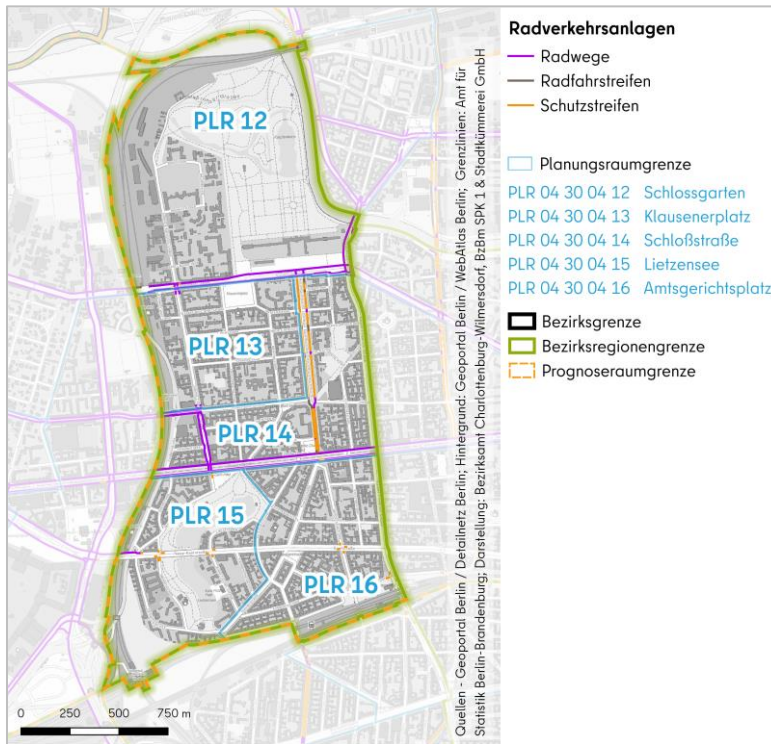 PLR 12
PLR 13
PLR 14
PLR 15
PLR 16
0 250 500 750 m
Quellen - Geoportal Berlin / Detailnetz Berlin; Hintergrund: Geoportal Berlin / WebAtlas Berlin; Grenzlinien: Amt für
Statistik Berlin-Brandenburg; Darstellung: Bezirksamt Charlottenburg-Wilmersdorf, BzBm SPK 1 & Stadtkümmerei GmbH
Radverkehrsanlagen
Radwege
Radfahrstreifen
Schutzstreifen
Planungsraumgrenze
PLR 04 30 04 12 Schlossgarten
PLR 04 30 04 13 Klausenerplatz
PLR 04 30 04 14 Schloßstraße
PLR 04 30 04 15 Lietzensee
PLR 04 30 04 16 Amtsgerichtsplatz
Bezirksgrenze
Bezirksregionengrenze
Prognoseraumgrenze